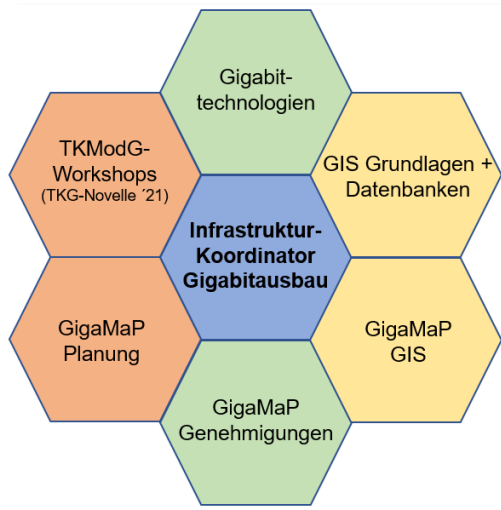 Gigabit-
technologien
TKModG-
Workshops
(TKG-Novelle ´21)
GIS Grundlagen +
Datenbanken
Infrastruktur-
Koordinator
Gigabitausbau
GigaMaP
Planung
GigaMaP
GIS
GigaMaP
Genehmigungen